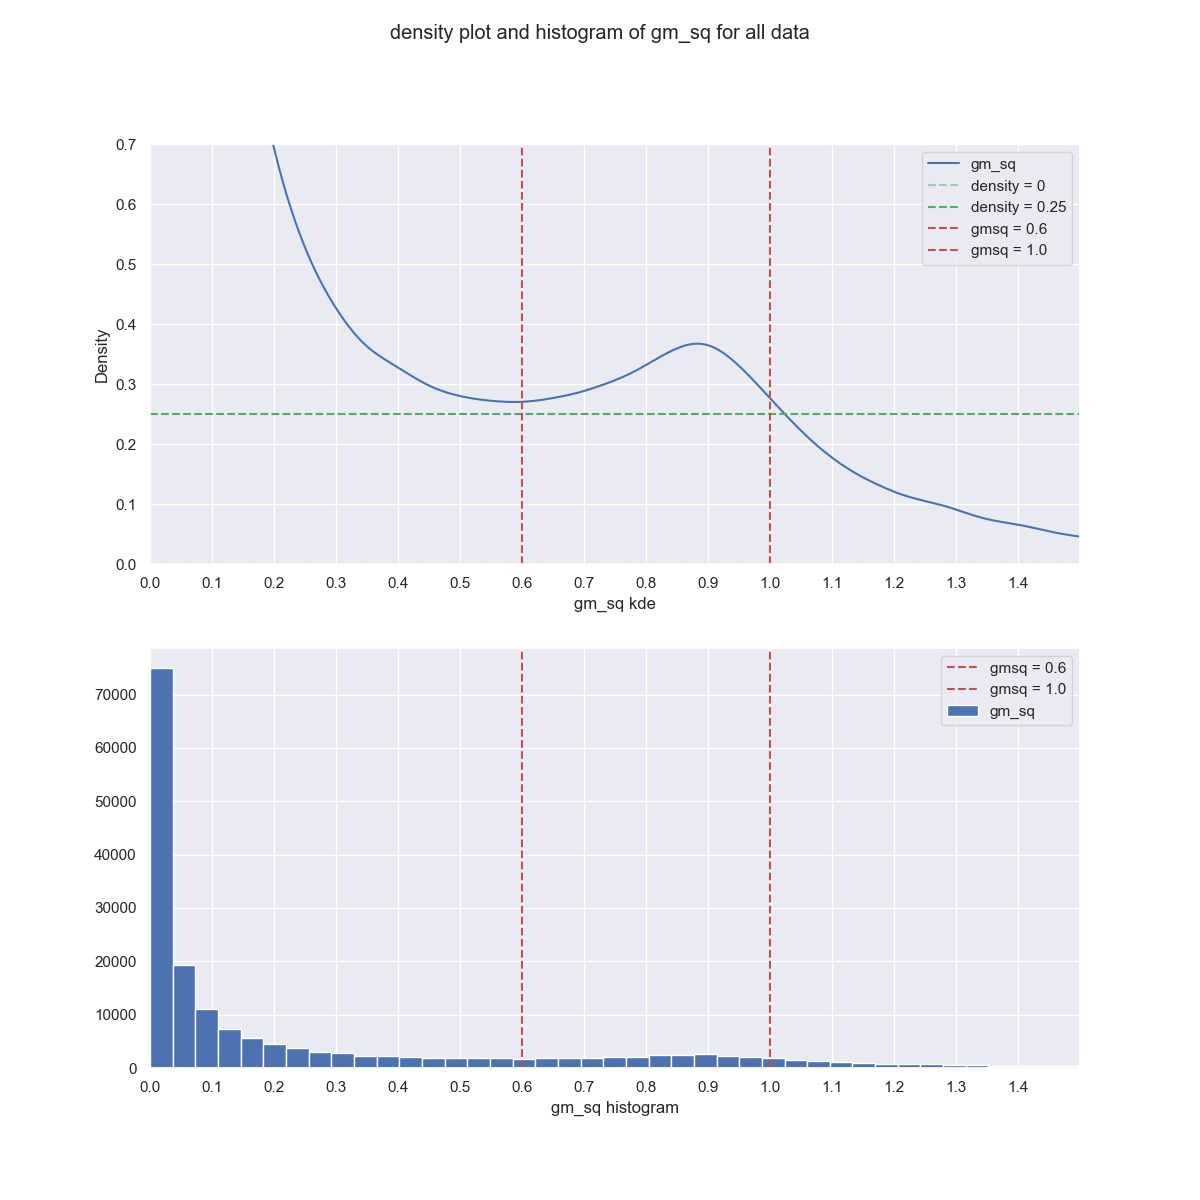 density plot and histogram of gm_sq for all data
0.7
0.6
0.5
0.4
0.3
0.2
0.1
0.0
Density
gm_sq
density = 0
density = 0.25
gmsq = 0.6
gmsq = 1.0
0.0 0.1 0.2 0.3 0.4 0.5 0.6 0.7 0.8 0.9 1.0 1.1 1.2 1.3 1.4
gm_sq kde
70000
60000
50000
40000
30000
20000
10000
0
gmsq = 0.6
gmsq = 1.0
gm_sq
0.0 0.1 0.2 0.3 0.4 0.5 0.6 0.7 0.8 0.9 1.0 1.1 1.2 1.3 1.4
gm_sq histogram